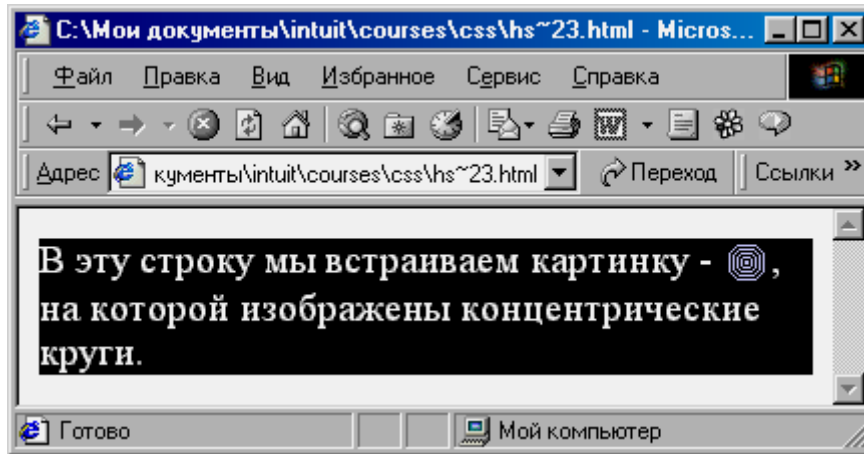 C:\Мои документы\intuit\courses\css\hs~23.html - Micros...
Файл Правка Вид Избранное Сервис Справка
Адрес кументы\intuit\courses\css\hs~23.html Переход Ссылки »
В эту строку мы встраиваем картинку - ,
на которой изображены концентрические
круги.
Готово Мой компьютер